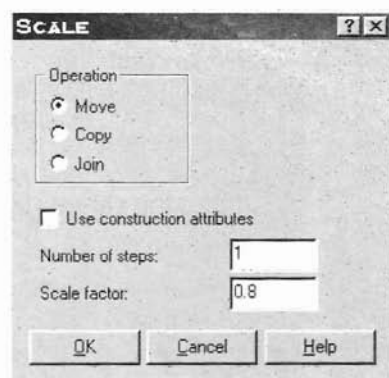 SCALE ? ×
Operation
Move
Copy
Join
Use construction attributes
Number of steps: 1
Scale factor: 0.8
OK Cancel Help